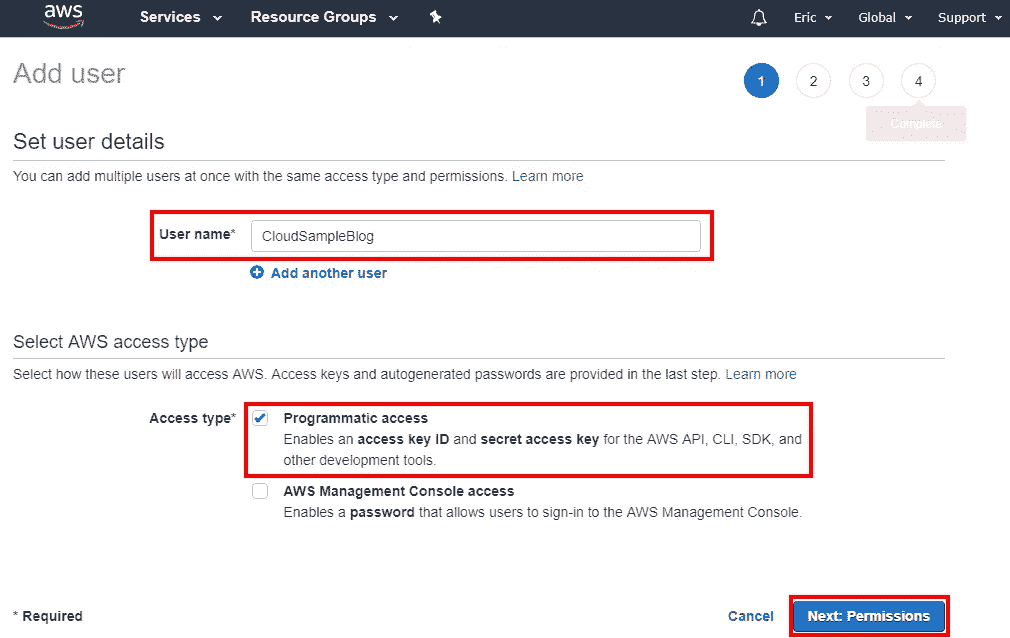 aws Services Resource Groups Eric Global Support
Add user
1 2 3 4
Complete
Set user details
You can add multiple users at once with the same access type and permissions. Learn more
User name* CloudSampleBlog
Add another user
Select AWS access type
Select how these users will access AWS. Access keys and autogenerated passwords are provided in the last step. Learn more
Access type* Programmatic access
Enables an access key ID and secret access key for the AWS API, CLI, SDK, and
other development tools.
AWS Management Console access
Enables a password that allows users to sign-in to the AWS Management Console.
* Required Cancel Next: Permissions